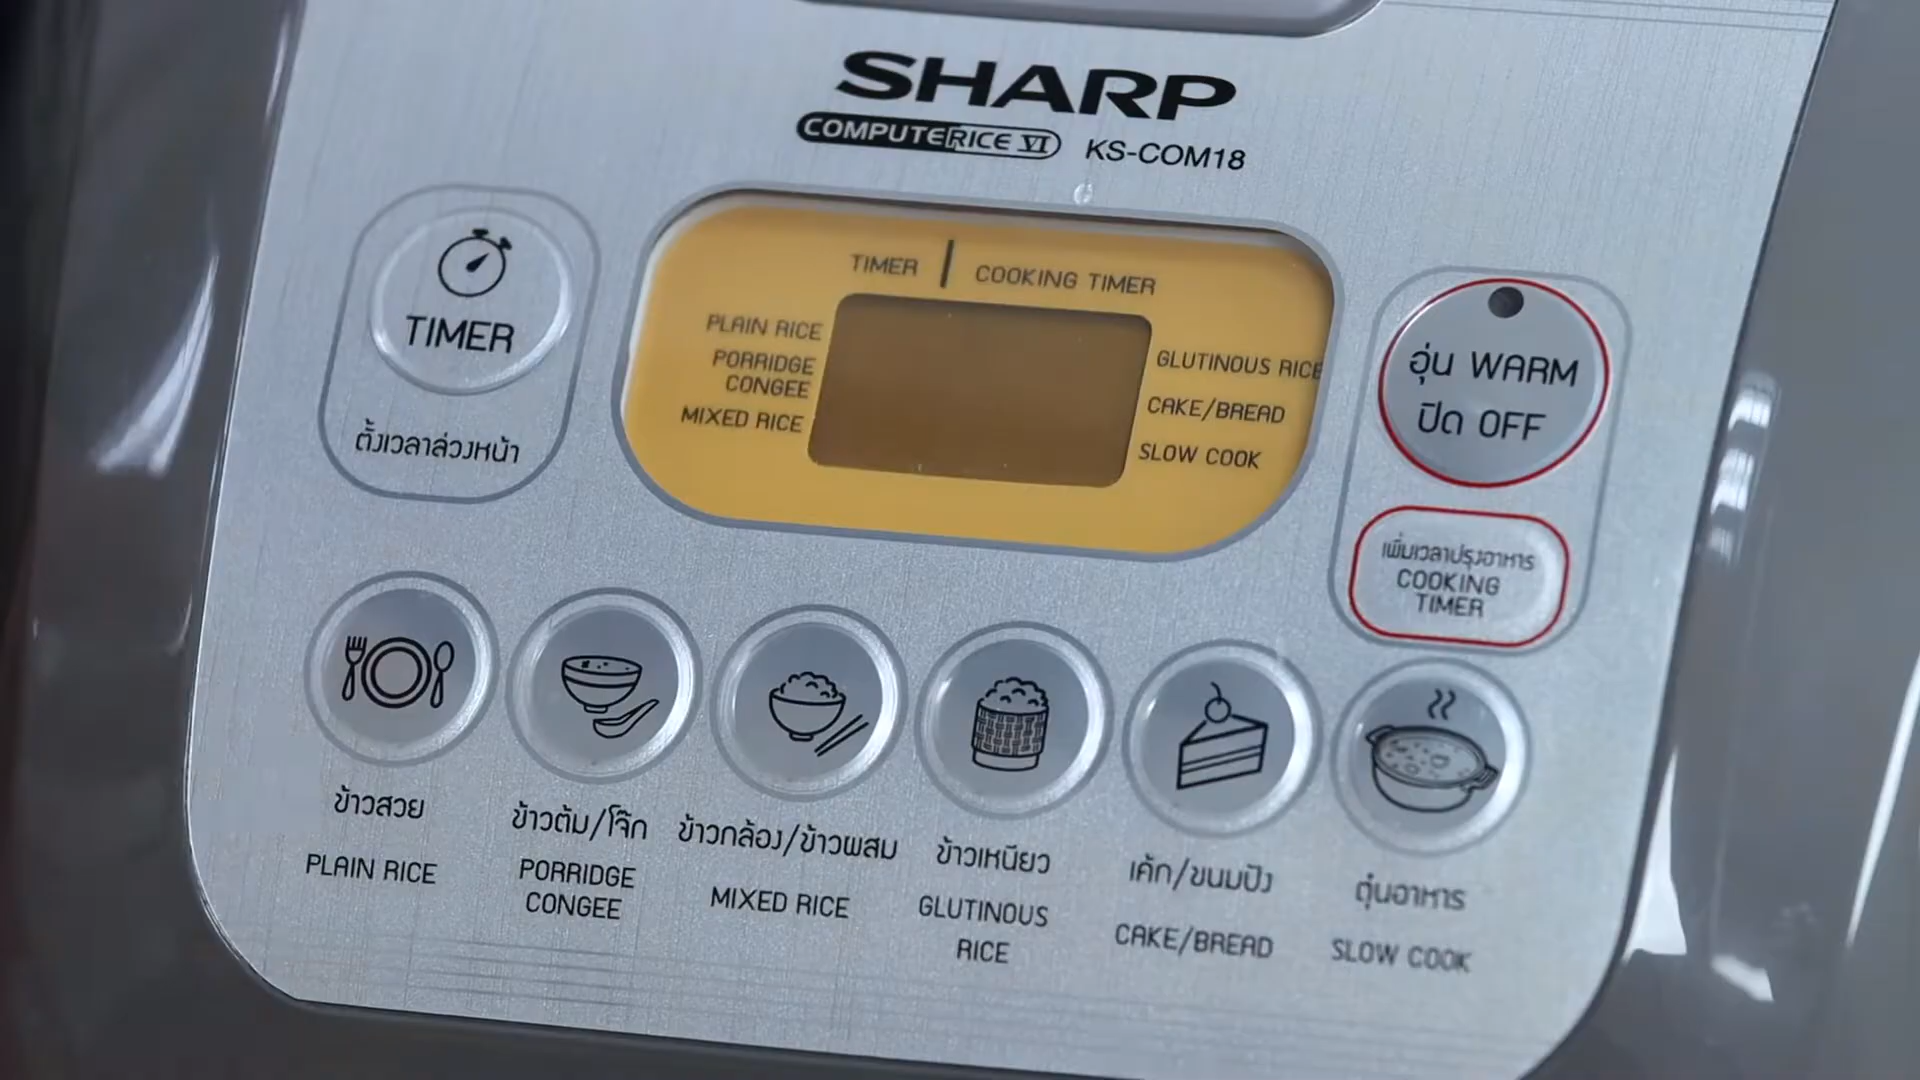 SHARP
COMPUTERICE VI KS-COM18
TIMER
ตั้งเวลาล่วงหน้า
TIMER | COOKING TIMER
PLAIN RICE
PORRIDGE
CONGEE
MIXED RICE
GLUTINOUS RICE
CAKE/BREAD
SLOW COOK
อุ่น WARM
ปิด OFF
เพิ่มเวลาปรุงอาหาร
COOKING
TIMER
ข้าวสวย
PLAIN RICE
ข้าวต้ม/โจ๊ก
PORRIDGE
CONGEE
ข้าวกล้อง/ข้าวผสม
MIXED RICE
ข้าวเหนียว
GLUTINOUS
RICE
เค้ก/ขนมปัง
CAKE/BREAD
ตุ๋นอาหาร
SLOW COOK